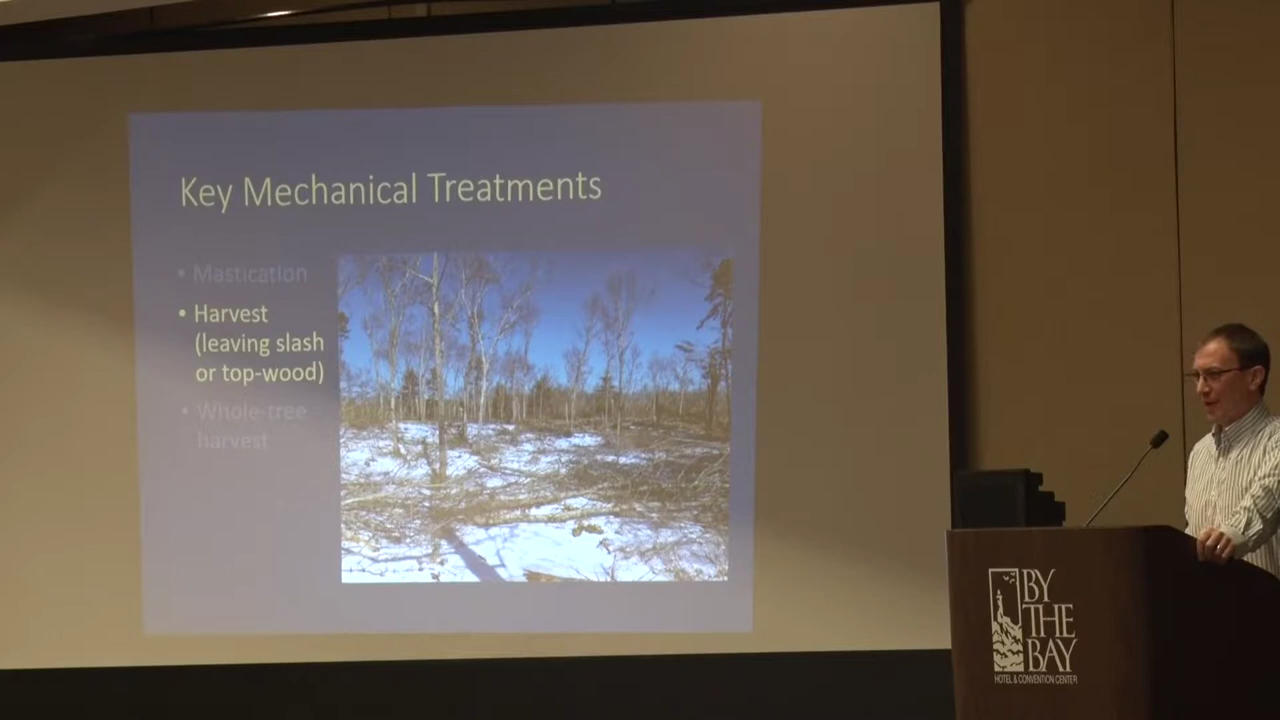 Key Mechanical Treatments
• Mastication
• Harvest
(leaving slash
or top-wood)
• Whole-tree
harvest
BY
THE
BAY
HOTEL & CONVENTION CENTER